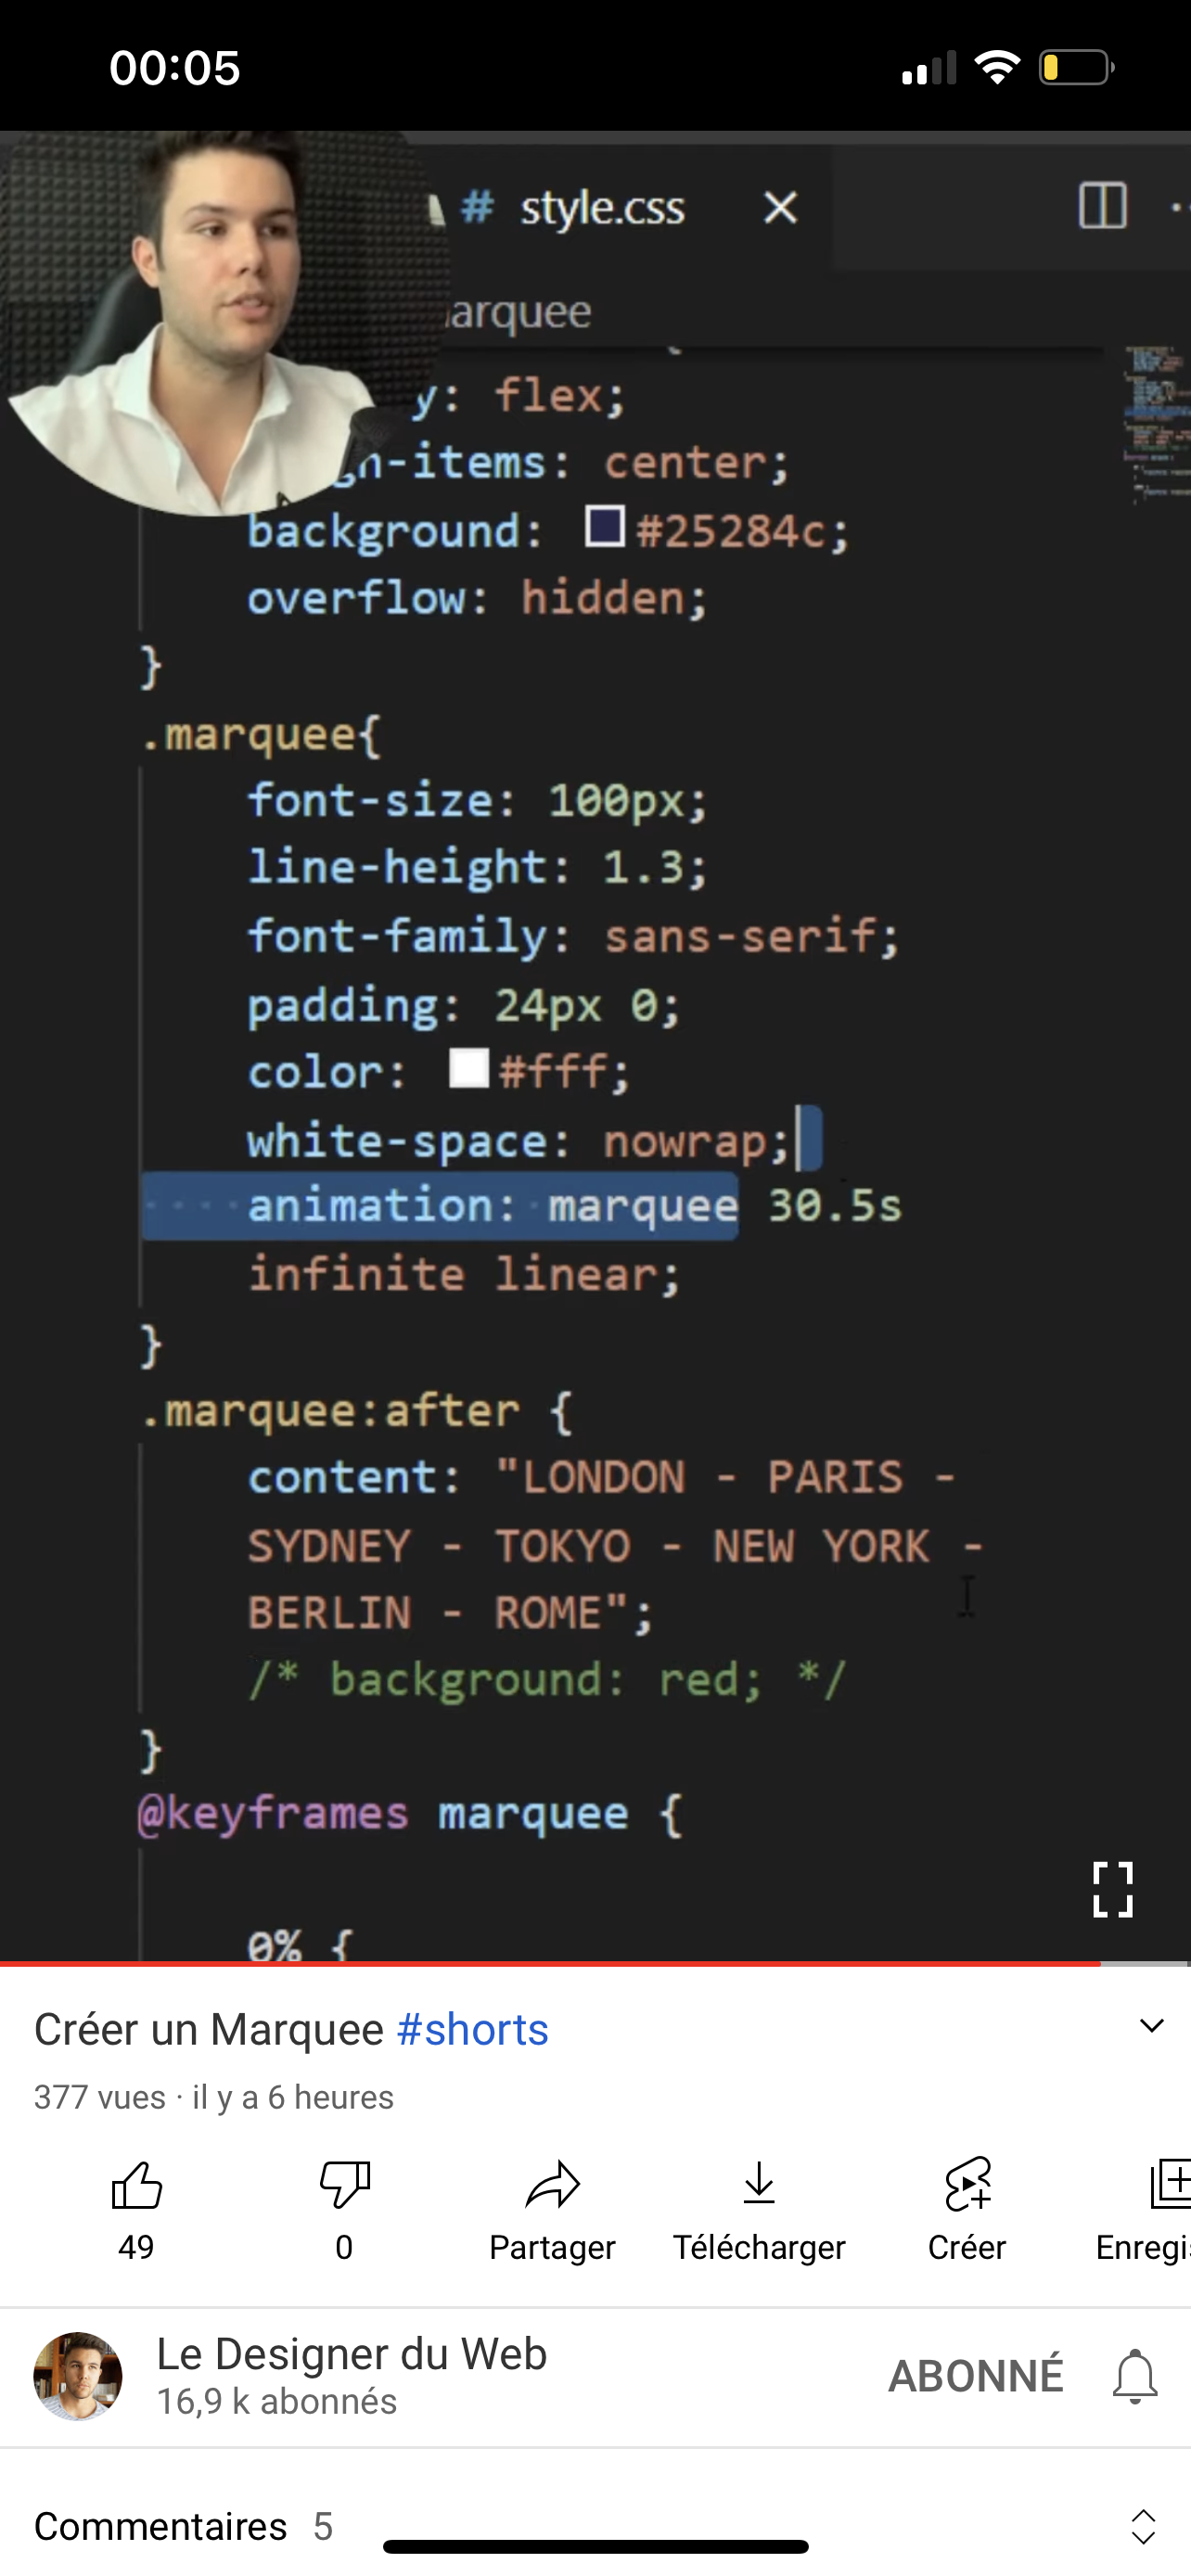 00:05
# style.css
arquee
y: flex;
gn-items: center;
background: #25284c;
overflow: hidden;
}
.marquee{
font-size: 100px;
line-height: 1.3;
font-family: sans-serif;
padding: 24px 0;
color: #fff;
white-space: nowrap;
animation: marquee 30.5s
infinite linear;
}
.marquee:after {
content: "LONDON - PARIS -
SYDNEY - TOKYO - NEW YORK -
BERLIN - ROME";
/* background: red; */
}
@keyframes marquee {
0% {
Créer un Marquee #shorts
377 vues · il y a 6 heures
49
0
Partager
Télécharger
Créer
Enregi
Le Designer du Web
16,9 k abonnés
ABONNÉ
Commentaires 5